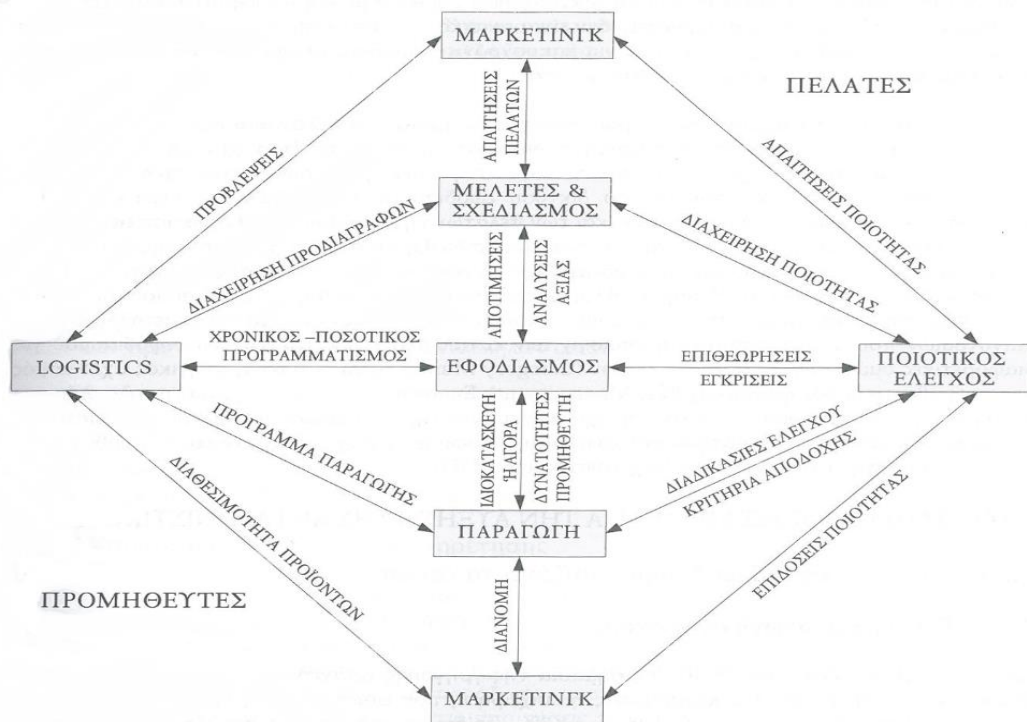 ΜΑΡΚΕΤΙΝΓΚ
ΠΕΛΑΤΕΣ
ΑΠΑΙΤΗΣΕΙΣ
ΠΕΛΑΤΩΝ
ΠΡΟΒΛΕΨΕΙΣ
ΑΠΑΙΤΗΣΕΙΣ ΠΟΙΟΤΗΤΑΣ
ΜΕΛΕΤΕΣ &
ΣΧΕΔΙΑΣΜΟΣ
ΔΙΑΧΕΙΡΗΣΗ ΠΡΟΔΙΑΓΡΑΦΩΝ
ΔΙΑΧΕΙΡΗΣΗ ΠΟΙΟΤΗΤΑΣ
ΑΠΟΤΙΜΗΣΕΙΣ
ΑΝΑΛΥΣΕΙΣ
ΑΞΙΑΣ
ΧΡΟΝΙΚΟΣ –ΠΟΣΟΤΙΚΟΣ
ΠΡΟΓΡΑΜΜΑΤΙΣΜΟΣ
LOGISTICS
ΕΦΟΔΙΑΣΜΟΣ
ΕΠΙΘΕΩΡΗΣΕΙΣ
ΕΓΚΡΙΣΕΙΣ
ΠΟΙΟΤΙΚΟΣ
ΕΛΕΓΧΟΣ
ΠΡΟΓΡΑΜΜΑ ΠΑΡΑΓΩΓΗΣ
ΙΔΙΟΚΑΤΑΣΚΕΥΗ
Ή ΑΓΟΡΑ
ΔΥΝΑΤΟΤΗΤΕΣ
ΠΡΟΜΗΘΕΥΤΗ
ΔΙΑΔΙΚΑΣΙΕΣ ΕΛΕΓΧΟΥ
ΚΡΙΤΗΡΙΑ ΑΠΟΔΟΧΗΣ
ΔΙΑΘΕΣΙΜΟΤΗΤΑ ΠΡΟΪΟΝΤΩΝ
ΠΑΡΑΓΩΓΗ
ΕΠΙΔΟΣΕΙΣ ΠΟΙΟΤΗΤΑΣ
ΠΡΟΜΗΘΕΥΤΕΣ
ΔΙΑΝΟΜΗ
ΜΑΡΚΕΤΙΝΓΚ